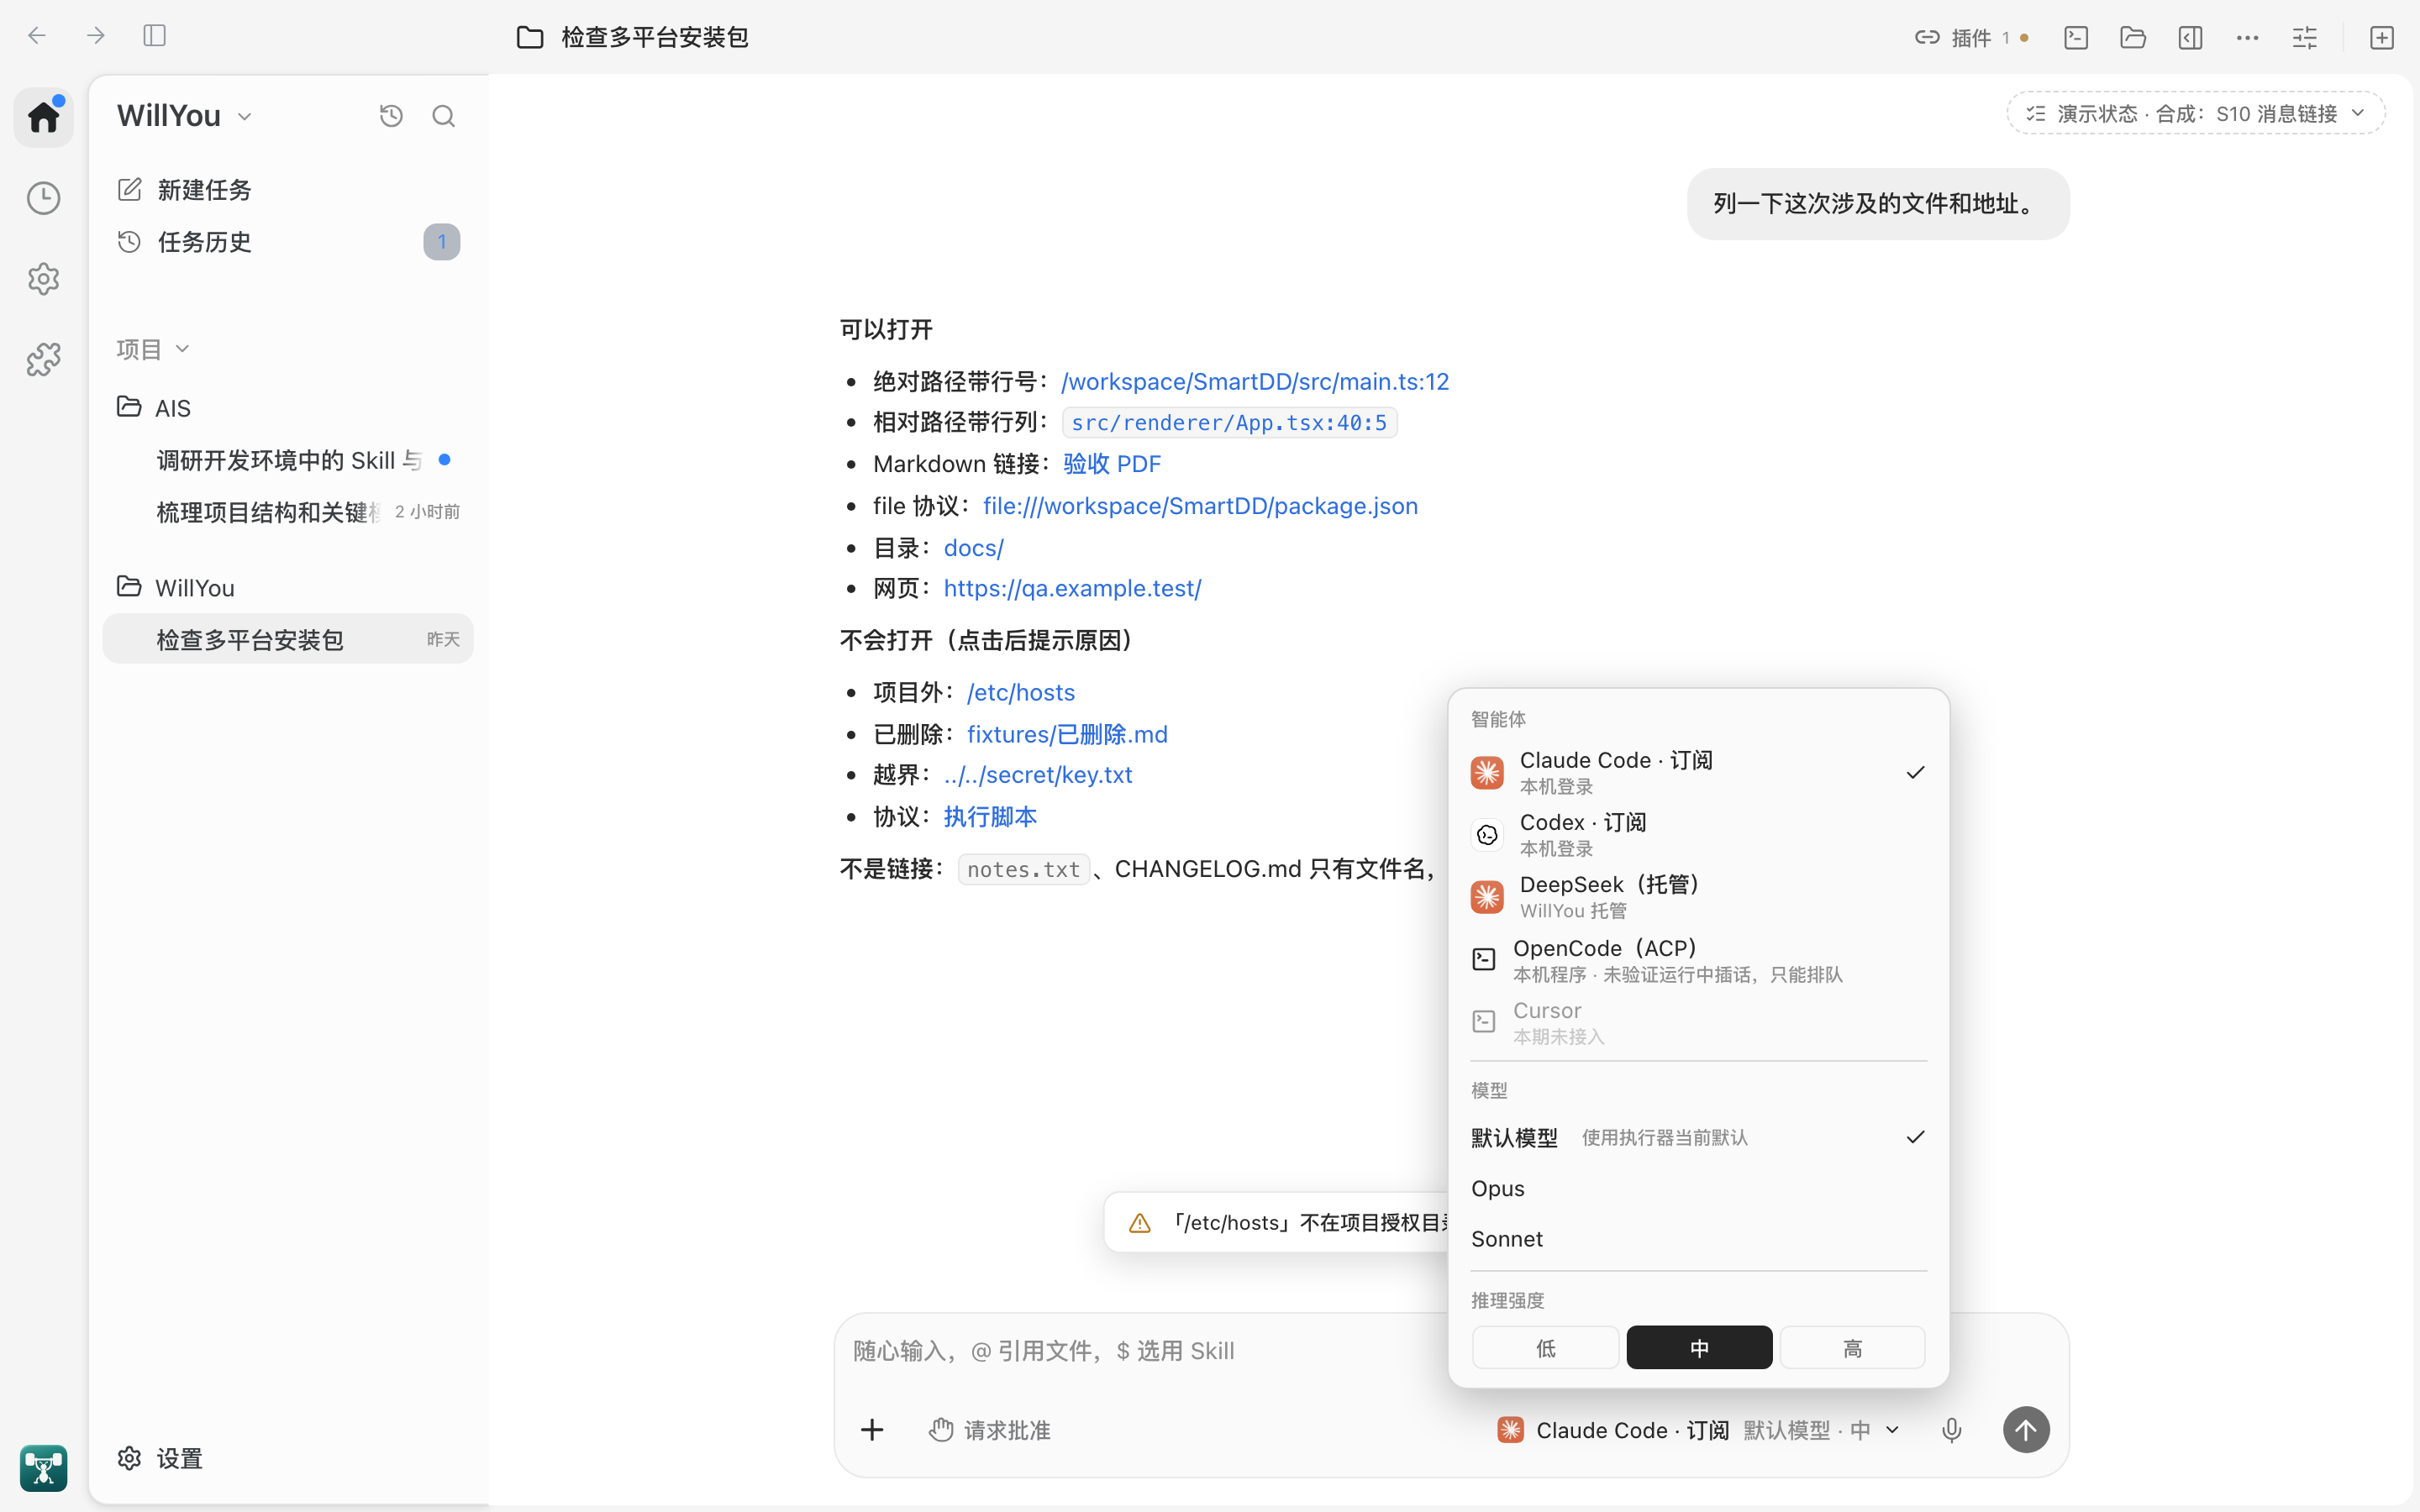 检查多平台安装包
插件 1
WillYou
演示状态 · 合成：S10 消息链接
新建任务
任务历史
1
项目
AIS
调研开发环境中的 Skill 与
梳理项目结构和关键
2 小时前
WillYou
检查多平台安装包
昨天
设置
列一下这次涉及的文件和地址。
可以打开
绝对路径带行号：/workspace/SmartDD/src/main.ts:12
相对路径带行列：src/renderer/App.tsx:40:5
Markdown 链接：验收 PDF
file 协议：file:///workspace/SmartDD/package.json
目录：docs/
网页：https://qa.example.test/
不会打开（点击后提示原因）
项目外：/etc/hosts
已删除：fixtures/已删除.md
越界：../../secret/key.txt
协议：执行脚本
不是链接：notes.txt、CHANGELOG.md 只有文件名，
「/etc/hosts」不在项目授权目
智能体
Claude Code · 订阅
本机登录
Codex · 订阅
本机登录
DeepSeek（托管）
WillYou 托管
OpenCode（ACP）
本机程序 · 未验证运行中插话，只能排队
Cursor
本期未接入
模型
默认模型 使用执行器当前默认
Opus
Sonnet
推理强度
低 中 高
随心输入，@ 引用文件，$ 选用 Skill
请求批准
Claude Code · 订阅 默认模型 · 中